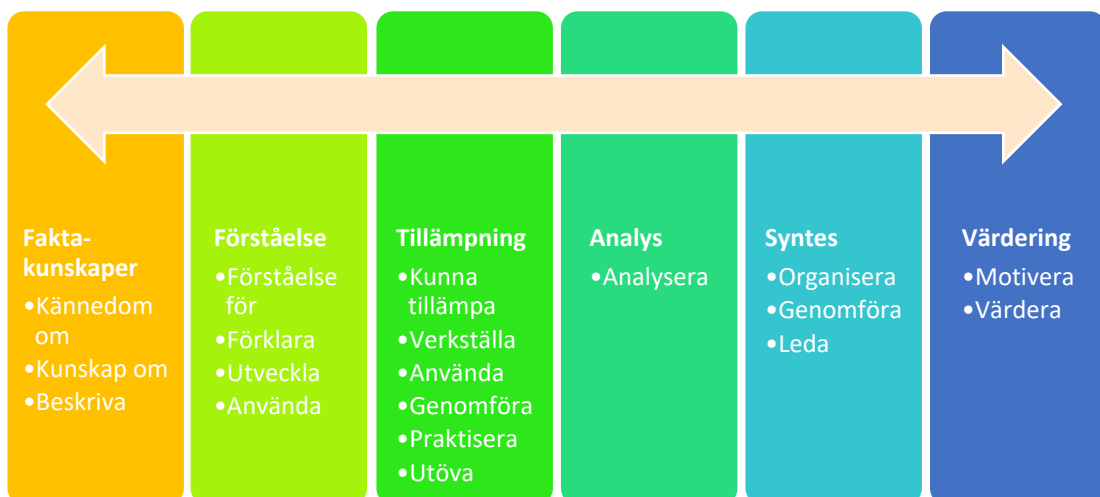 Fakta-
kunskaper
•Kännedom
om
•Kunskap om
•Beskriva
Förståelse
•Förståelse
för
•Förklara
•Utveckla
•Använda
Tillämpning
•Kunna
tillämpa
•Verkställa
•Använda
•Genomföra
•Praktisera
•Utöva
Analys
•Analysera
Syntes
•Organisera
•Genomföra
•Leda
Värdering
•Motivera
•Värdera